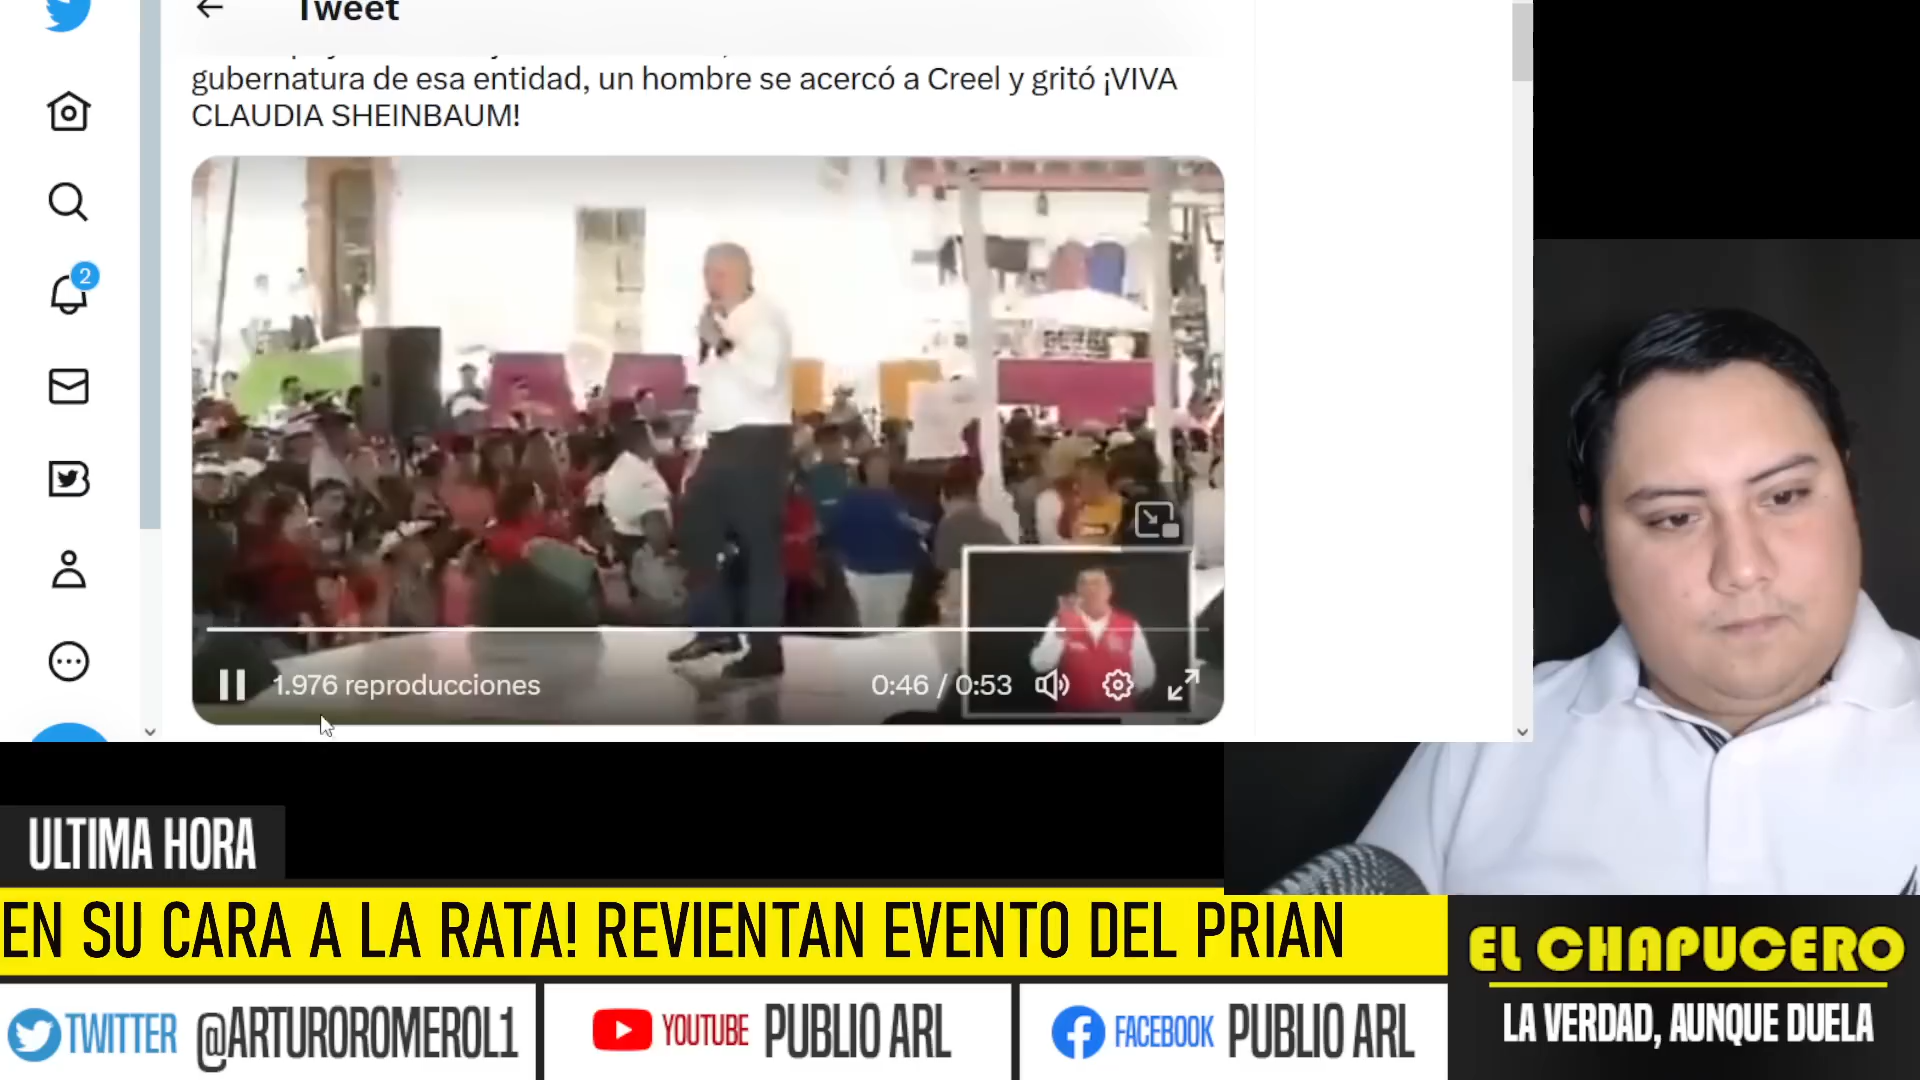 Tweet
gubernatura de esa entidad, un hombre se acercó a Creel y gritó ¡VIVA
CLAUDIA SHEINBAUM!
2
1.976 reproducciones
0:46 / 0:53
ULTIMA HORA
EN SU CARA A LA RATA! REVIENTAN EVENTO DEL PRIAN
EL CHAPUCERO
LA VERDAD, AUNQUE DUELA
TWITTER @ARTUROROMEROL1
YOUTUBE PUBLIO ARL
FACEBOOK PUBLIO ARL